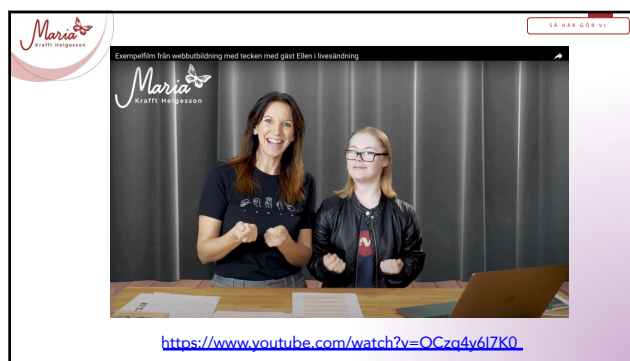 Maria
Krafft Helgesson
SÅ HÄR GÖR VI
Exempelfilm från webbutbildning med tecken med gäst Ellen i livesändning
Maria
Krafft Helgesson
https://www.youtube.com/watch?v=OCzq4y6I7K0